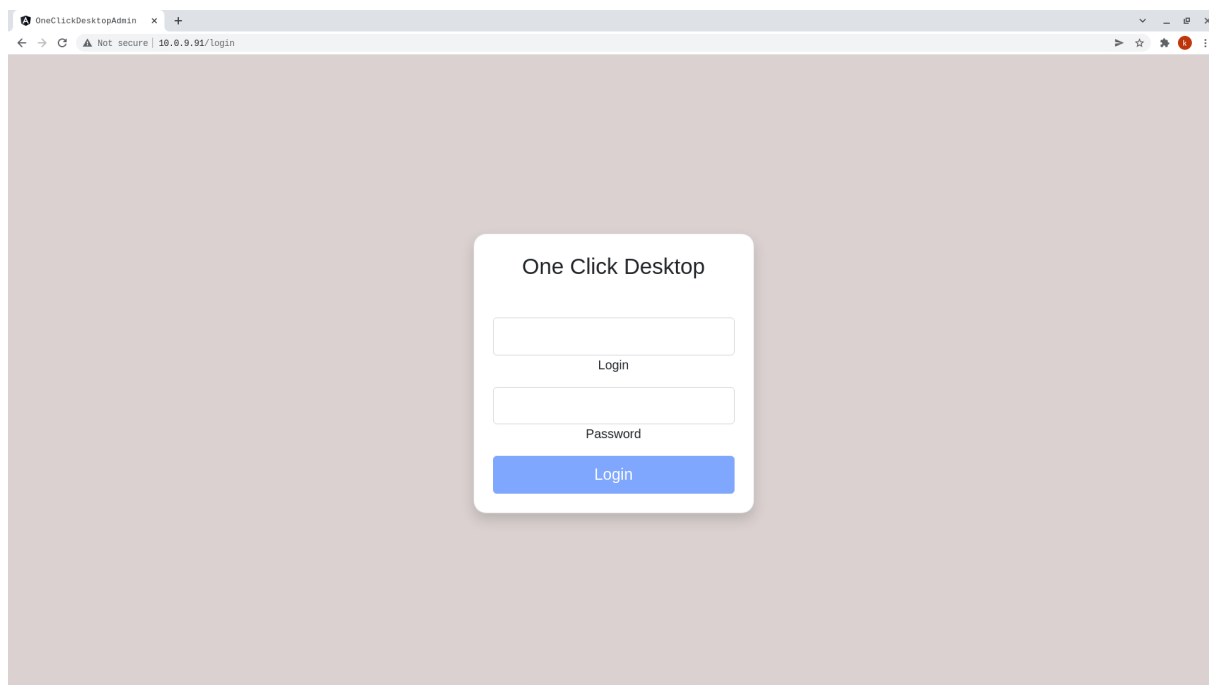 OneClickDesktopAdmin
Not secure 10.0.9.91/login
k
One Click Desktop
Login
Password
Login